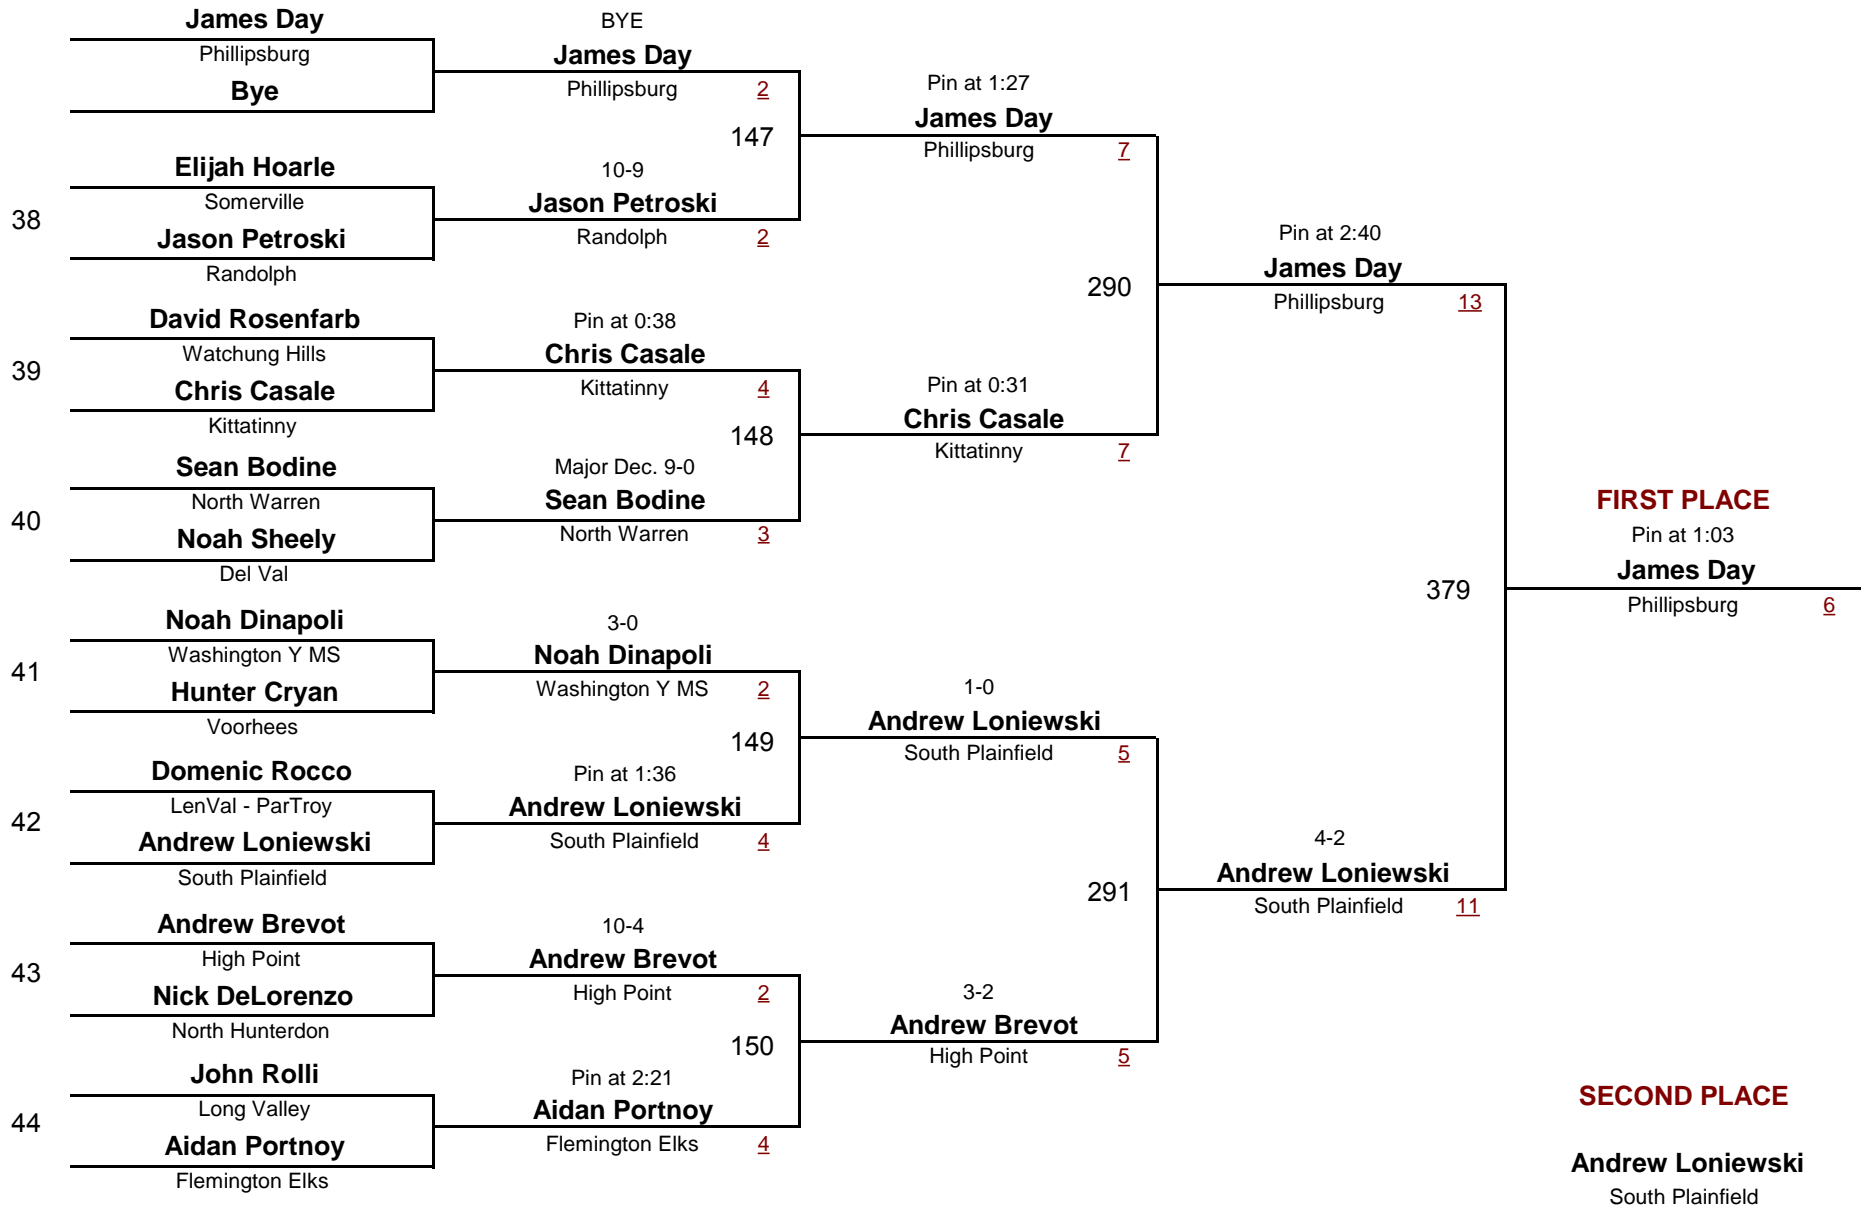 James Day
Phillipsburg
Bye
38
Elijah Hoarle
Somerville
Jason Petroski
Randolph
39
David Rosenfarb
Watchung Hills
Chris Casale
Kittatinny
40
Sean Bodine
North Warren
Noah Sheely
Del Val
41
Noah Dinapoli
Washington Y MS
Hunter Cryan
Voorhees
42
Domenic Rocco
LenVal - ParTroy
Andrew Loniewski
South Plainfield
43
Andrew Brevot
High Point
Nick DeLorenzo
North Hunterdon
44
John Rolli
Long Valley
Aidan Portnoy
Flemington Elks
BYE
James Day
Phillipsburg 2
147
10-9
Jason Petroski
Randolph 2
Pin at 0:38
Chris Casale
Kittatinny 4
148
Major Dec. 9-0
Sean Bodine
North Warren 3
3-0
Noah Dinapoli
Washington Y MS 2
149
Pin at 1:36
Andrew Loniewski
South Plainfield 4
10-4
Andrew Brevot
High Point 2
150
Pin at 2:21
Aidan Portnoy
Flemington Elks 4
Pin at 1:27
James Day
Phillipsburg 7
290
Pin at 0:31
Chris Casale
Kittatinny 7
1-0
Andrew Loniewski
South Plainfield 5
291
3-2
Andrew Brevot
High Point 5
Pin at 2:40
James Day
Phillipsburg 13
379
4-2
Andrew Loniewski
South Plainfield 11
FIRST PLACE
Pin at 1:03
James Day
Phillipsburg 6
SECOND PLACE
Andrew Loniewski
South Plainfield